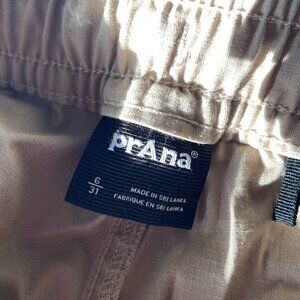 prAna®
6
31
MADE IN SRI LANKA
FABRIQUE EN SRI LANKA